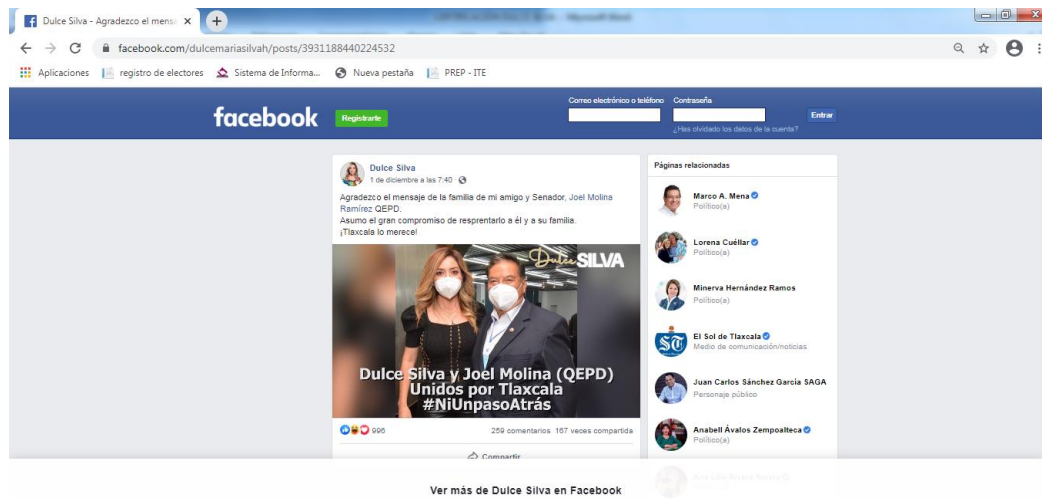 Dulce Silva - Agradezco el mensa
facebook.com/dulcemariasilvah/posts/3931188440224532
Aplicaciones registro de electores Sistema de Informa... Nueva pestaña PREP - ITE
facebook
Registrarte
Correo electrónico o teléfono Contraseña
Entrar
¿Has olvidado los datos de la cuenta?
Dulce Silva
1 de diciembre a las 7:40
Agradezco el mensaje de la familia de mi amigo y Senador, Joel Molina
Ramírez QEPD.
Asumo el gran compromiso de resprentarlo a él y a su familia.
¡Tlaxcala lo merece!
Dulce SILVA
Dulce Silva y Joel Molina (QEPD)
Unidos por Tlaxcala
#NiUnpasoAtrás
996
259 comentarios 167 veces compartida
Compartir
Páginas relacionadas
Marco A. Mena
Político(a)
Lorena Cuéllar
Político(a)
Minerva Hernández Ramos
Político(a)
ST
El Sol de Tlaxcala
Medio de comunicación/noticias
Juan Carlos Sánchez García SAGA
Personaje público
Anabell Ávalos Zempoalteca
Político(a)
Ver más de Dulce Silva en Facebook